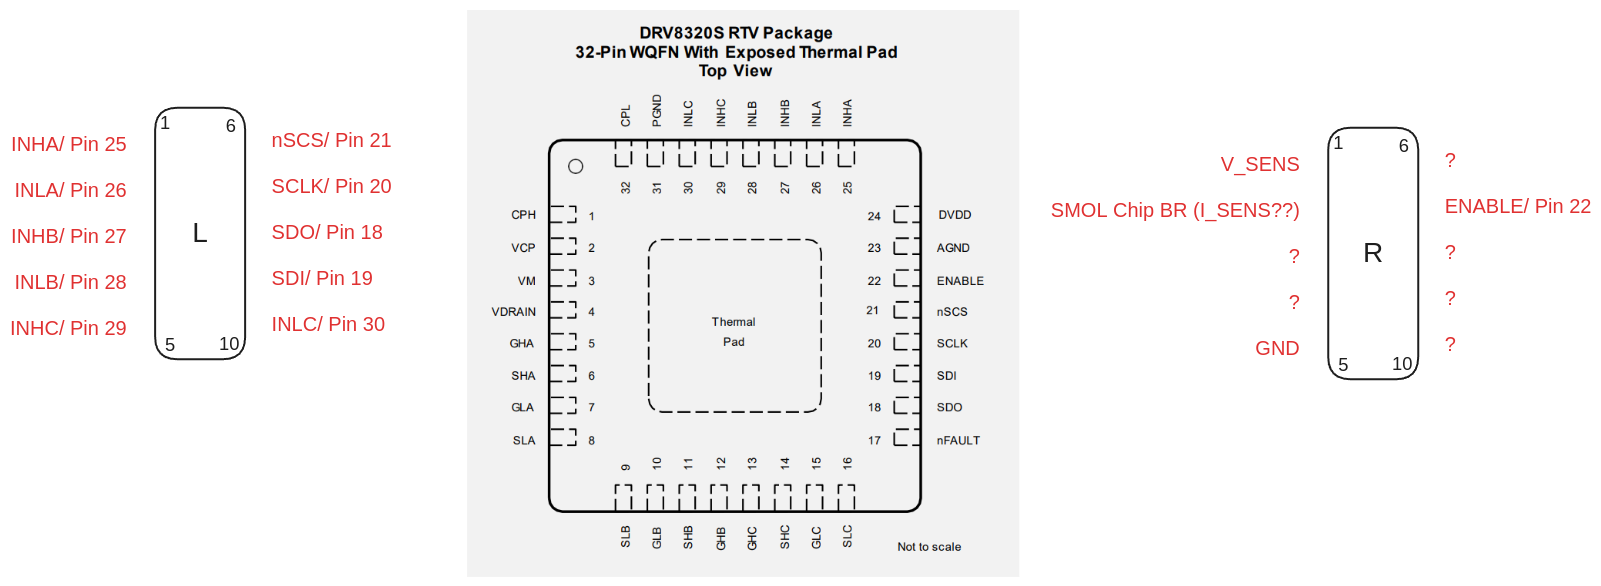 DRV8320S RTV Package
32-Pin WQFN With Exposed Thermal Pad
Top View
1 6
INHA/ Pin 25
INLA/ Pin 26
INHB/ Pin 27
INLB/ Pin 28
INHC/ Pin 29
L
nSCS/ Pin 21
SCLK/ Pin 20
SDO/ Pin 18
SDI/ Pin 19
INLC/ Pin 30
5 10
CPL PGND INLC INHC INLB INHB INLA INHA
32 31 30 29 28 27 26 25
CPH 1 24 DVDD
VCP 2 23 AGND
VM 3 22 ENABLE
VDRAIN 4 21 nSCS
GHA 5 20 SCLK
SHA 6 19 SDI
GLA 7 18 SDO
SLA 8 17 nFAULT
Thermal
Pad
9 10 11 12 13 14 15 16
SLB GLB SHB GHB GHC SHC GLC SLC
Not to scale
1 6
V_SENS
SMOL Chip BR (I_SENS??)
?
?
GND
R
?
ENABLE/ Pin 22
?
?
?
5 10